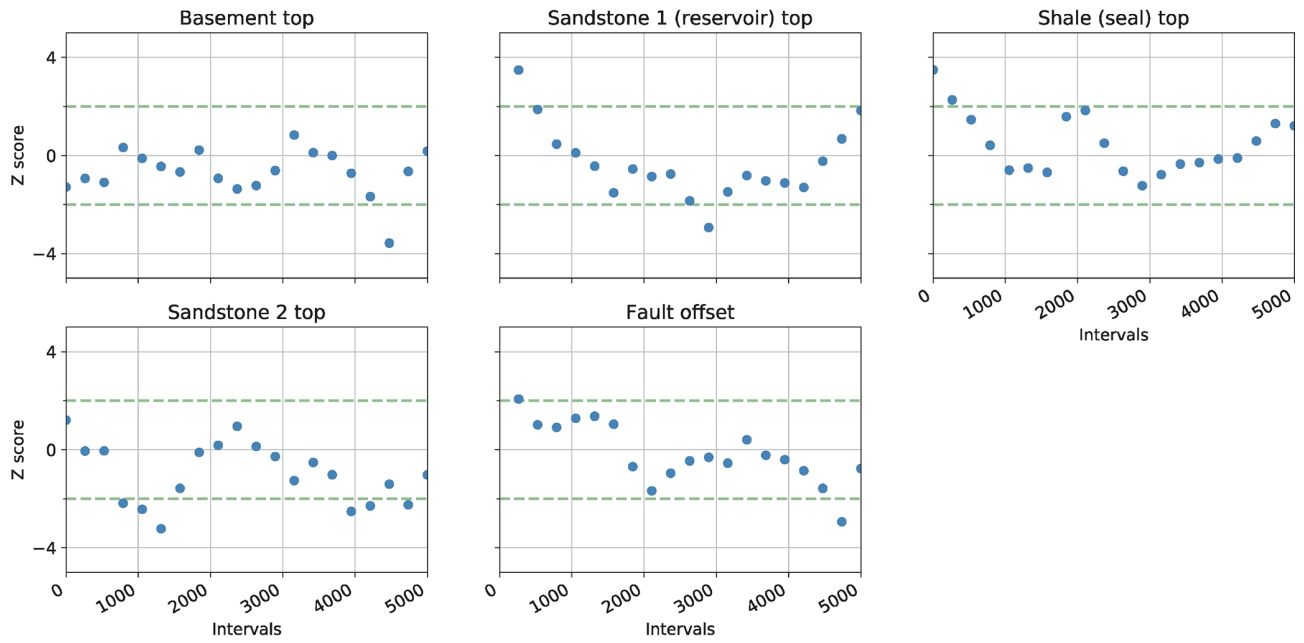 Basement top
Sandstone 1 (reservoir) top
Shale (seal) top
Z score
4
0
−4
0
1000
2000
3000
4000
5000
Intervals
Sandstone 2 top
Fault offset
Z score
4
0
−4
0
1000
2000
3000
4000
5000
Intervals
0
1000
2000
3000
4000
5000
Intervals